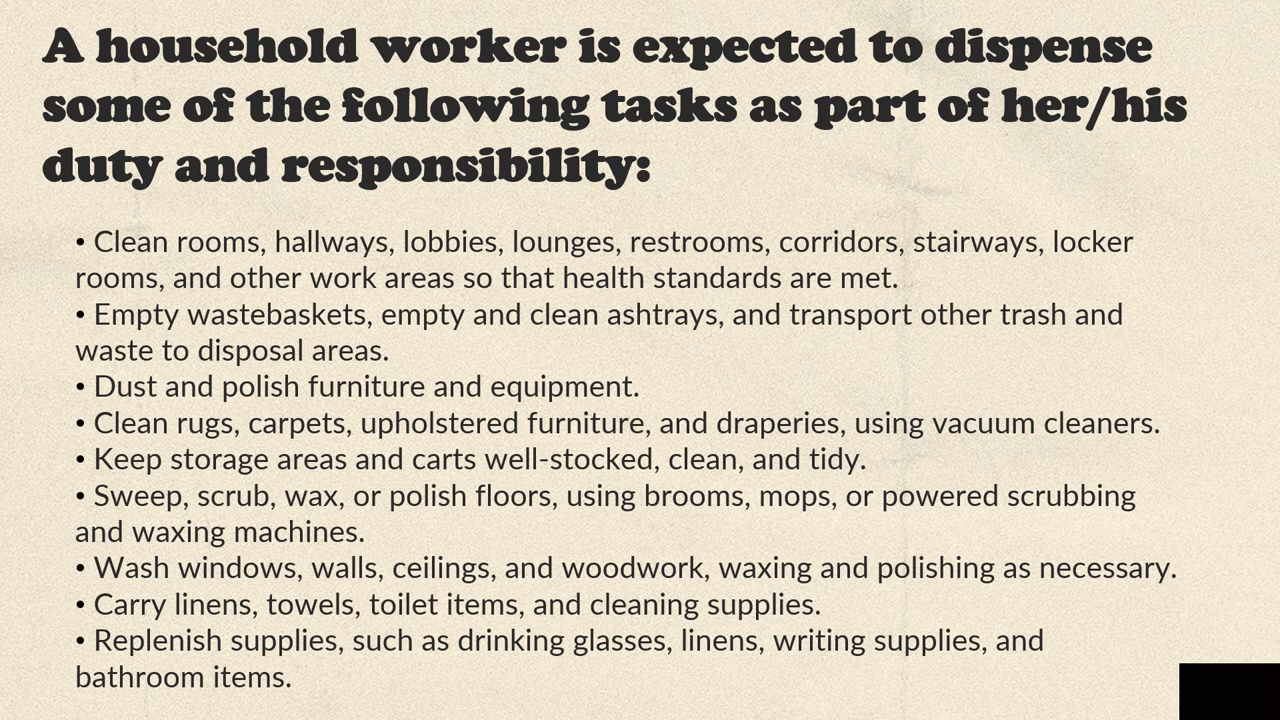 A household worker is expected to dispense
some of the following tasks as part of her/his
duty and responsibility:
• Clean rooms, hallways, lobbies, lounges, restrooms, corridors, stairways, locker
rooms, and other work areas so that health standards are met.
• Empty wastebaskets, empty and clean ashtrays, and transport other trash and
waste to disposal areas.
• Dust and polish furniture and equipment.
• Clean rugs, carpets, upholstered furniture, and draperies, using vacuum cleaners.
• Keep storage areas and carts well-stocked, clean, and tidy.
• Sweep, scrub, wax, or polish floors, using brooms, mops, or powered scrubbing
and waxing machines.
• Wash windows, walls, ceilings, and woodwork, waxing and polishing as necessary.
• Carry linens, towels, toilet items, and cleaning supplies.
• Replenish supplies, such as drinking glasses, linens, writing supplies, and
bathroom items.